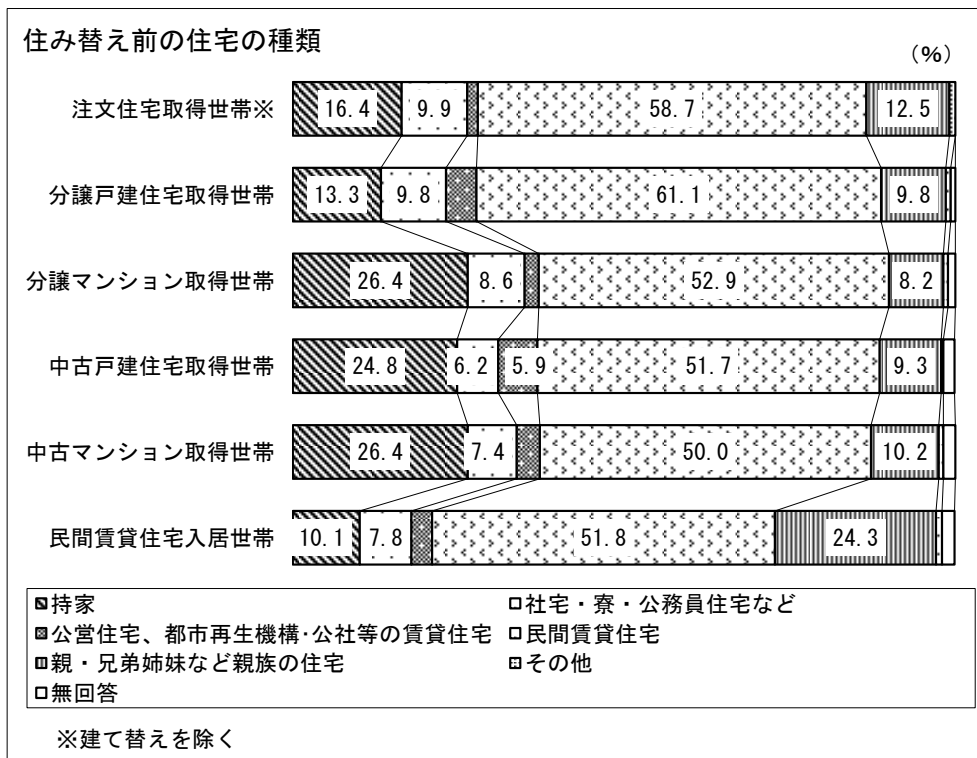 住み替え前の住宅の種類
(%)
注文住宅取得世帯※ 16.4 9.9 58.7 12.5
分譲戸建住宅取得世帯 13.3 9.8 61.1 9.8
分譲マンション取得世帯 26.4 8.6 52.9 8.2
中古戸建住宅取得世帯 24.8 6.2 5.9 51.7 9.3
中古マンション取得世帯 26.4 7.4 50.0 10.2
民間賃貸住宅入居世帯 10.1 7.8 51.8 24.3
持家 社宅・寮・公務員住宅など
公営住宅、都市再生機構・公社等の賃貸住宅 民間賃貸住宅
親・兄弟姉妹など親族の住宅 その他
無回答
※建て替えを除く